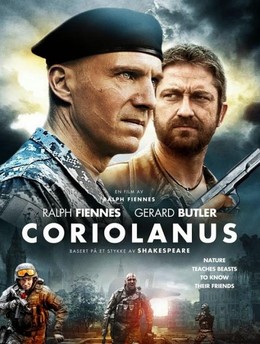 EN FILM AV
RALPH FIENNES
RALPH FIENNES GERARD BUTLER
CORIOLANUS
BASERT PÅ ET STYKKE AV
SHAKESPEARE
NATURE
TEACHES BEASTS
TO KNOW
THEIR FRIENDS